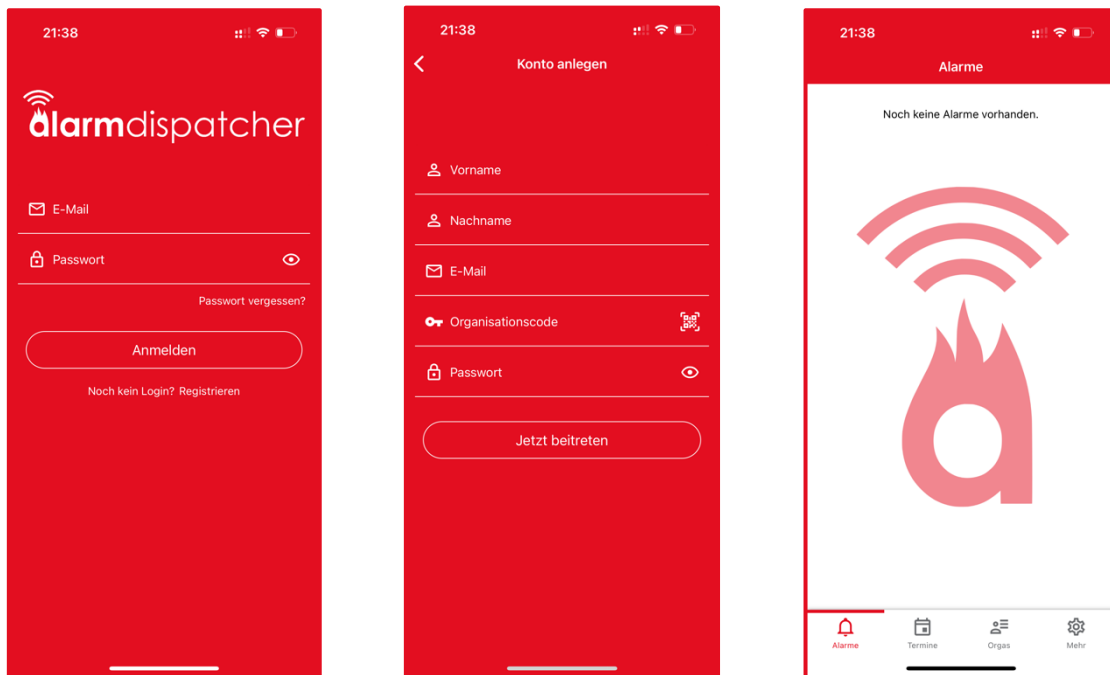 21:38
alarmdispatcher
E-Mail
Passwort
Passwort vergessen?
Anmelden
Noch kein Login? Registrieren
21:38
Konto anlegen
Vorname
Nachname
E-Mail
Organisationscode
Passwort
Jetzt beitreten
21:38
Alarme
Noch keine Alarme vorhanden.
Alarme
Termine
Orgas
Mehr